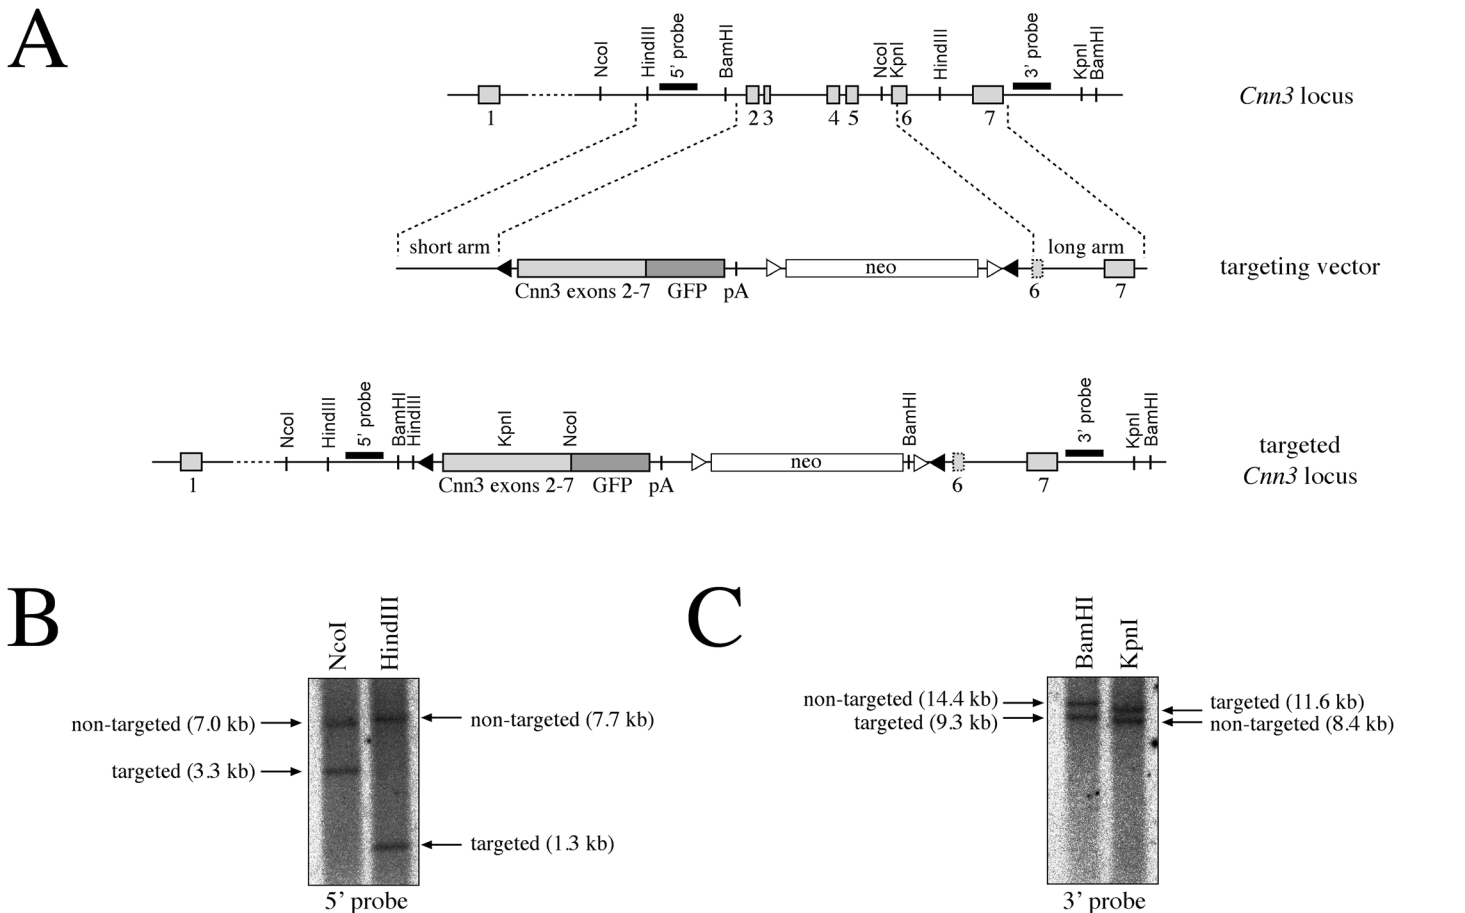 A
NcoI HindIII 5' probe BamHI NcoI KpnI HindIII 3' probe KpnI BamHI
Cnn3 locus
1 2 3 4 5 6 7
short arm long arm
neo
targeting vector
Cnn3 exons 2-7 GFP pA 6 7
NcoI HindIII 5' probe BamHI HindIII KpnI NcoI BamHI 3' probe KpnI BamHI
neo
targeted
Cnn3 locus
1 Cnn3 exons 2-7 GFP pA 6 7
B
NcoI HindIII
non-targeted (7.0 kb)
non-targeted (7.7 kb)
targeted (3.3 kb)
targeted (1.3 kb)
5' probe
C
BamHI KpnI
non-targeted (14.4 kb)
targeted (9.3 kb)
targeted (11.6 kb)
non-targeted (8.4 kb)
3' probe